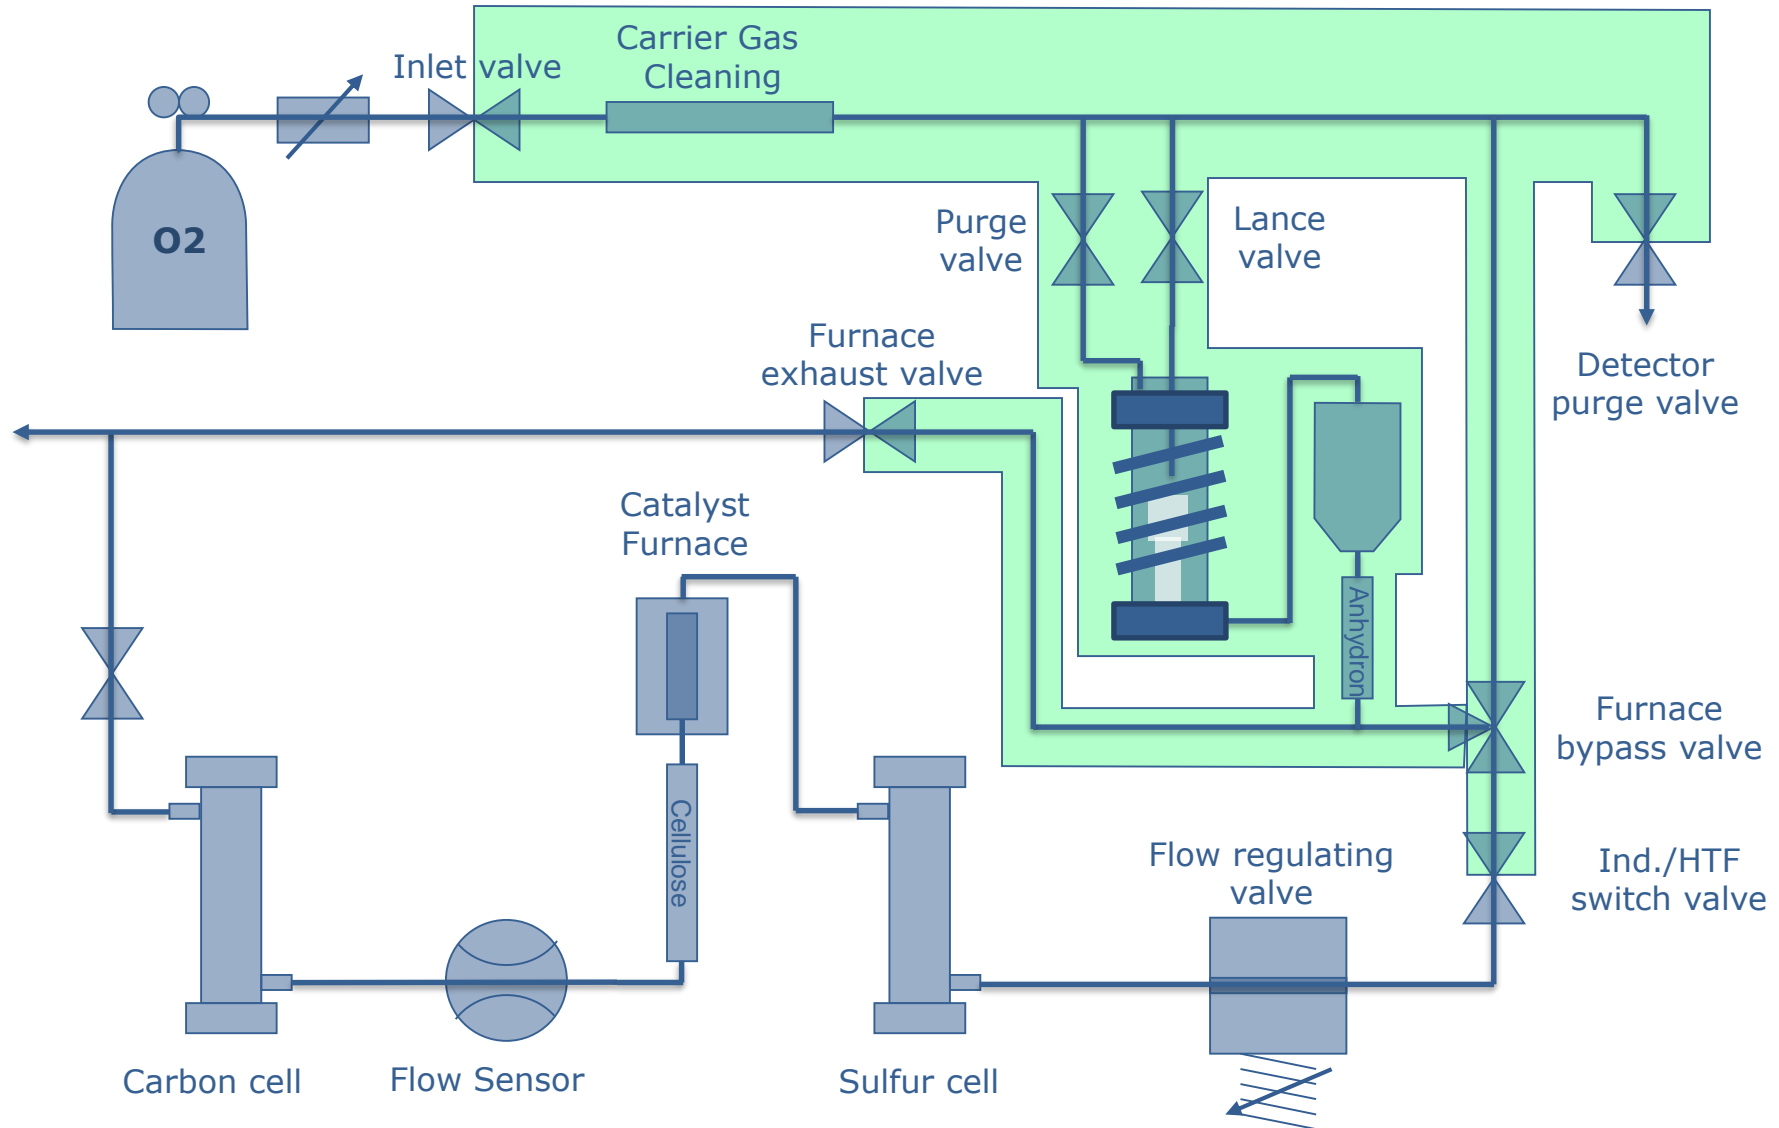 Carrier Gas
Cleaning
Inlet valve
O2
Purge
valve
Lance
valve
Furnace
exhaust valve
Detector
purge valve
Catalyst
Furnace
Anhydron
Furnace
bypass valve
Cellulose
Flow regulating
valve
Ind./HTF
switch valve
Carbon cell
Flow Sensor
Sulfur cell